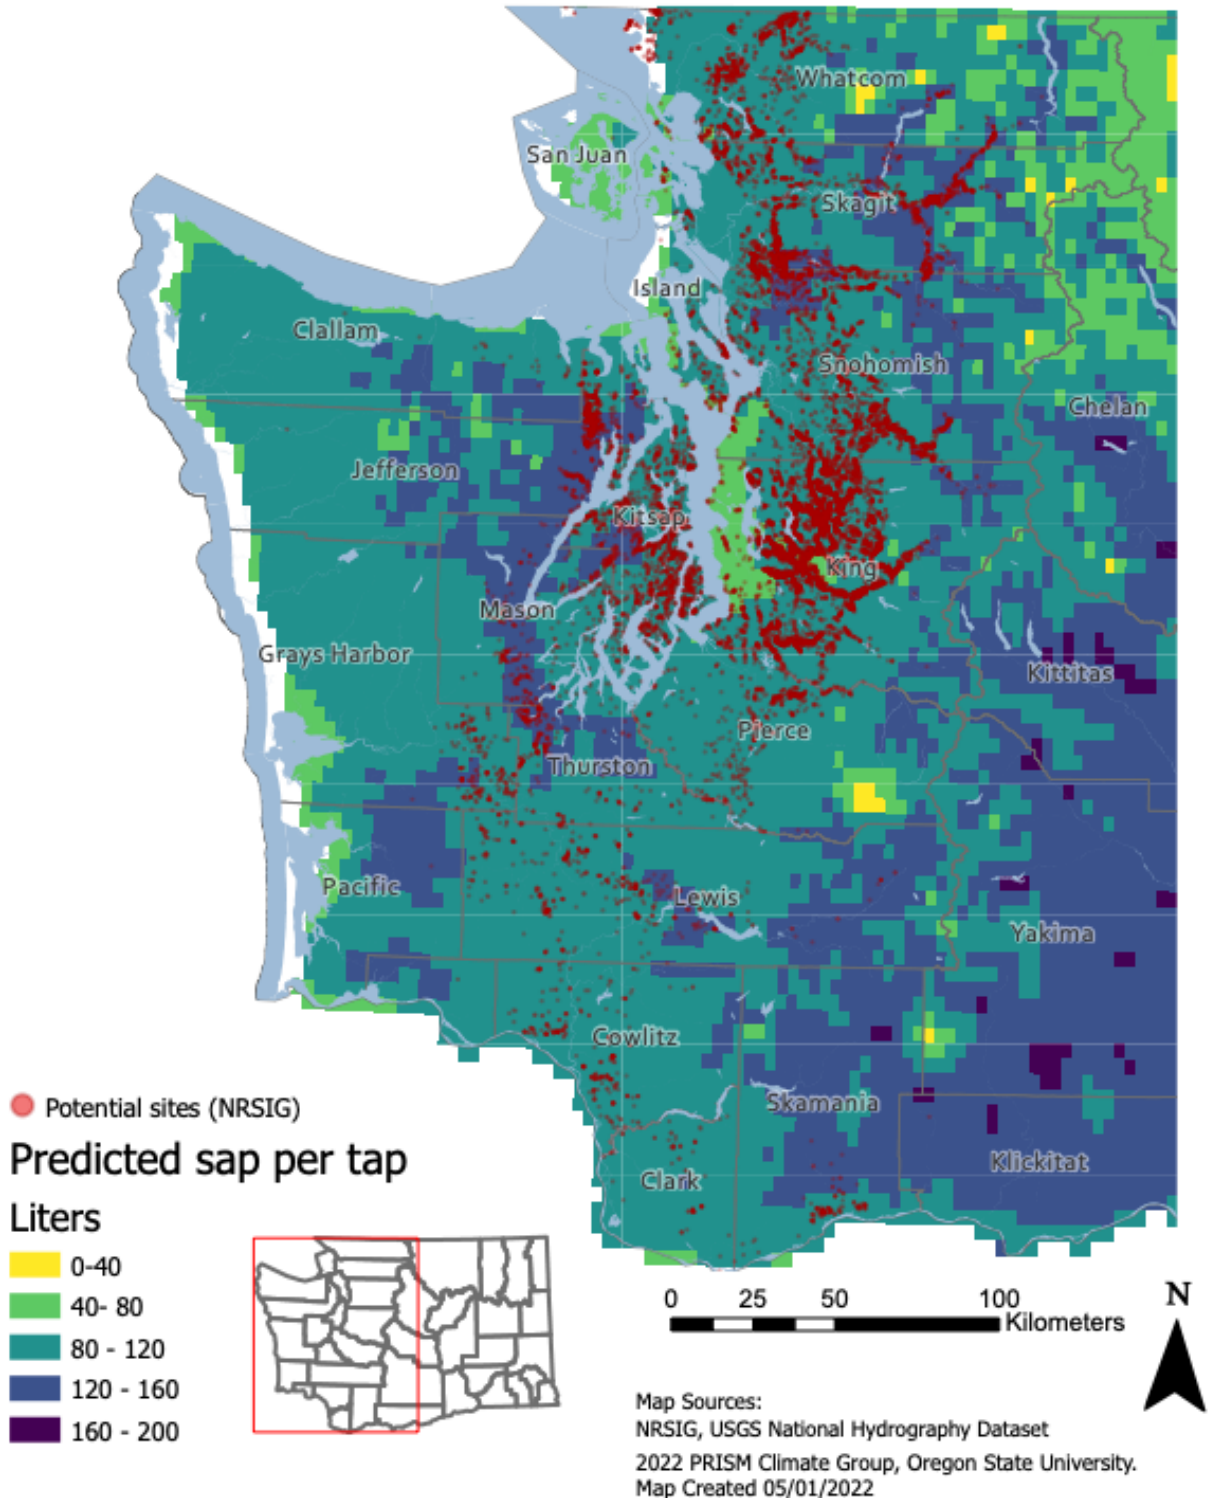 Whatcom
San Juan
Skagit
Island
Clallam
Snohomish
Chelan
Jefferson
Kitsap
King
Mason
Grays Harbor
Kittitas
Pierce
Thurston
Pacific
Lewis
Yakima
Cowlitz
Skamania
Klickitat
Clark
Potential sites (NRSIG)
Predicted sap per tap
Liters
0-40
40- 80
80 - 120
120 - 160
160 - 200
0 25 50 100
Kilometers
N
Map Sources:
NRSIG, USGS National Hydrography Dataset
2022 PRISM Climate Group, Oregon State University.
Map Created 05/01/2022